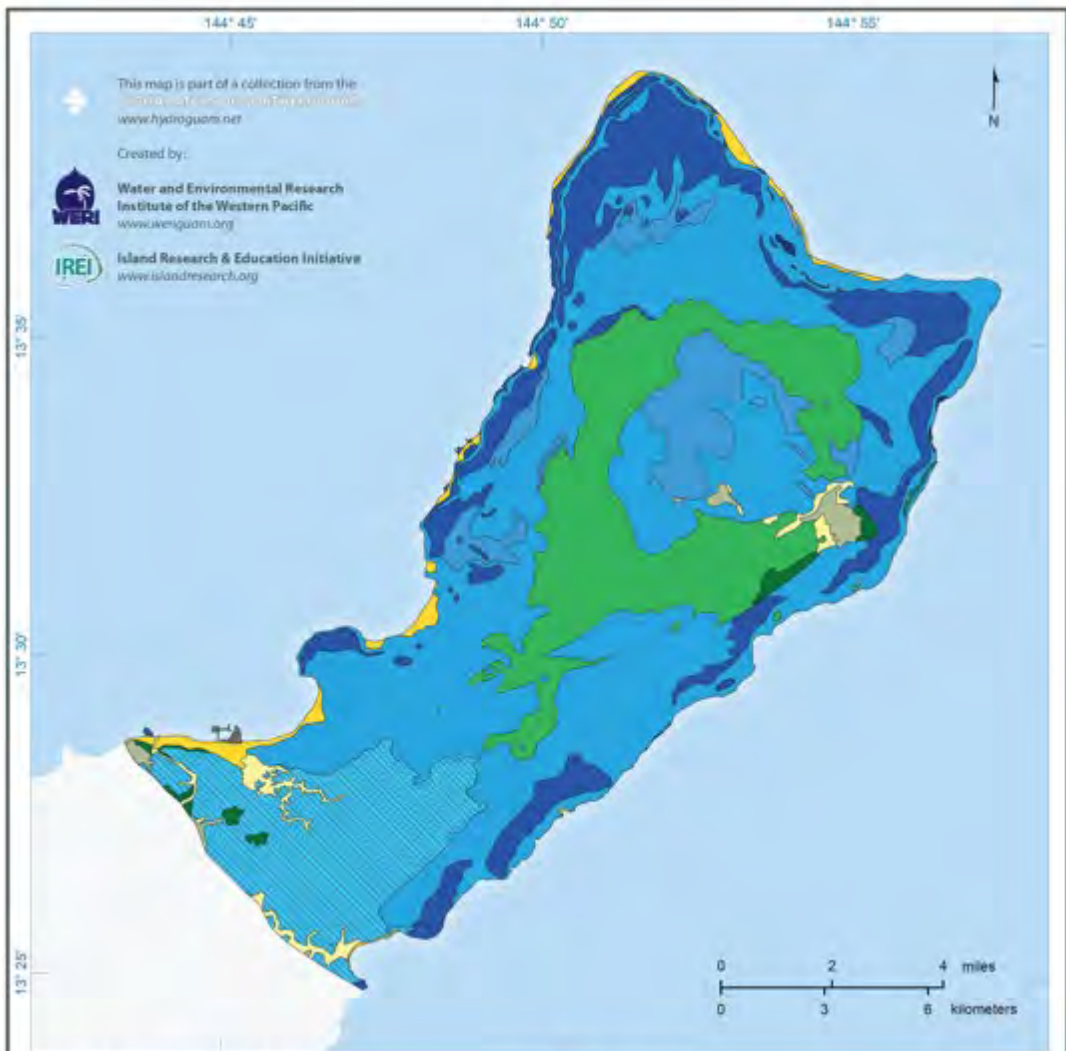 144° 45'
144° 50'
144° 55'
This map is part of a collection from the
www.hydroguam.net
Created by:
WERI
Water and Environmental Research
Institute of the Western Pacific
www.weriguam.org
IREI
Island Research & Education Initiative
www.islandresearch.org
N
13° 35'
13° 30'
13° 25'
0 2 4 miles
0 3 6 kilometers